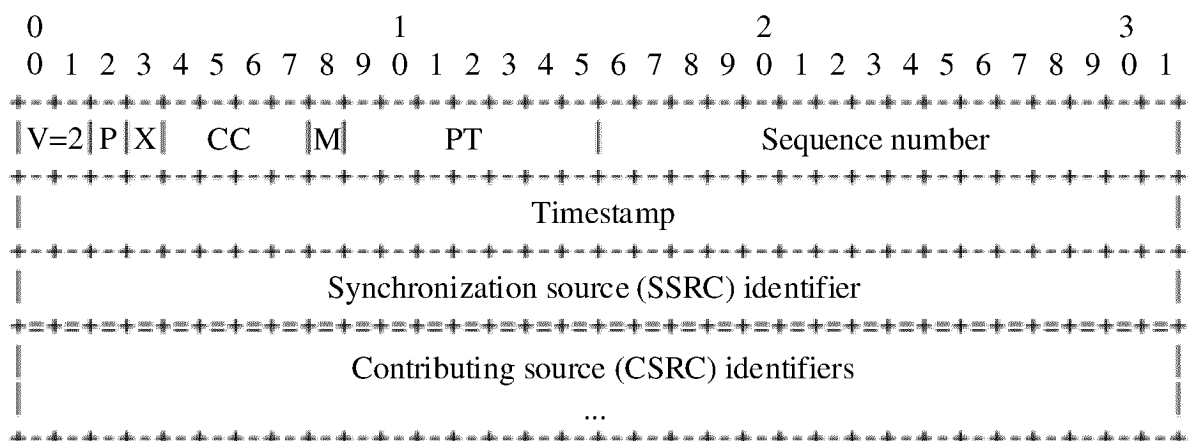 0 1 2 3
0 1 2 3 4 5 6 7 8 9 0 1 2 3 4 5 6 7 8 9 0 1 2 3 4 5 6 7 8 9 0 1
V=2 P X CC M PT Sequence number
Timestamp
Synchronization source (SSRC) identifier
Contributing source (CSRC) identifiers
...